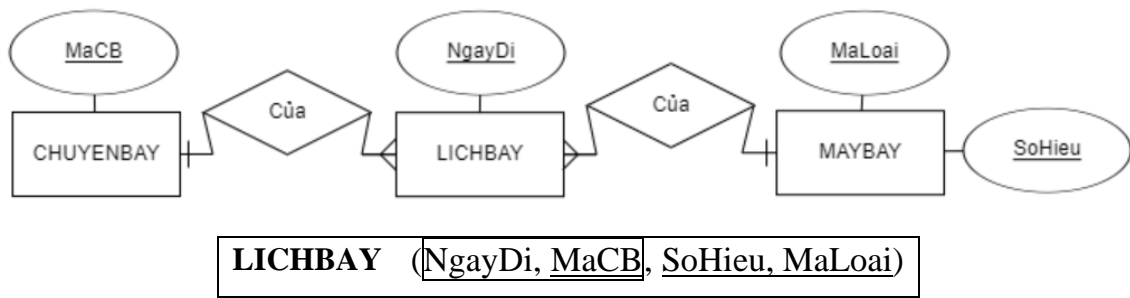 MaCB NgayDi MaLoai
Của Của
CHUYENBAY LICHBAY MAYBAY SoHieu
LICHBAY (NgayDi, MaCB, SoHieu, MaLoai)